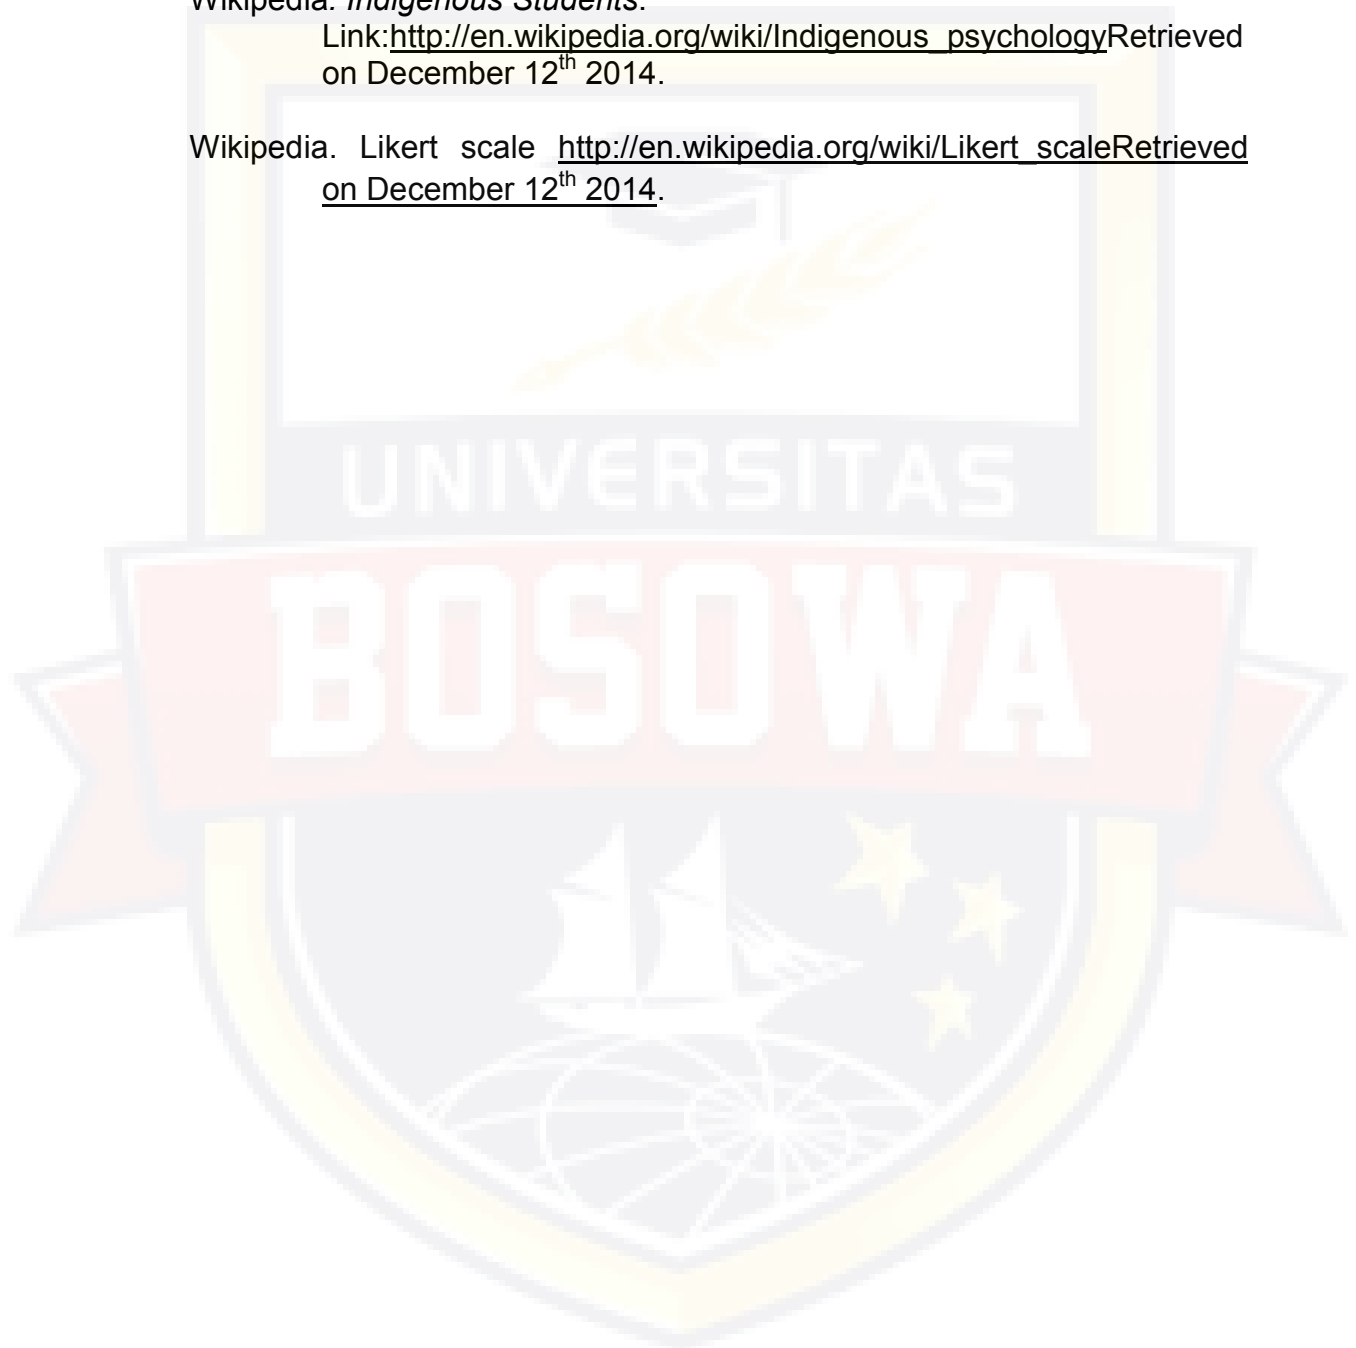 Wikipedia. Indigenous Students.
Link:http://en.wikipedia.org/wiki/Indigenous_psychologyRetrieved
on December 12th 2014.
Wikipedia. Likert scale http://en.wikipedia.org/wiki/Likert_scaleRetrieved
on December 12th 2014.
UNIVERSITAS
BOSOWA